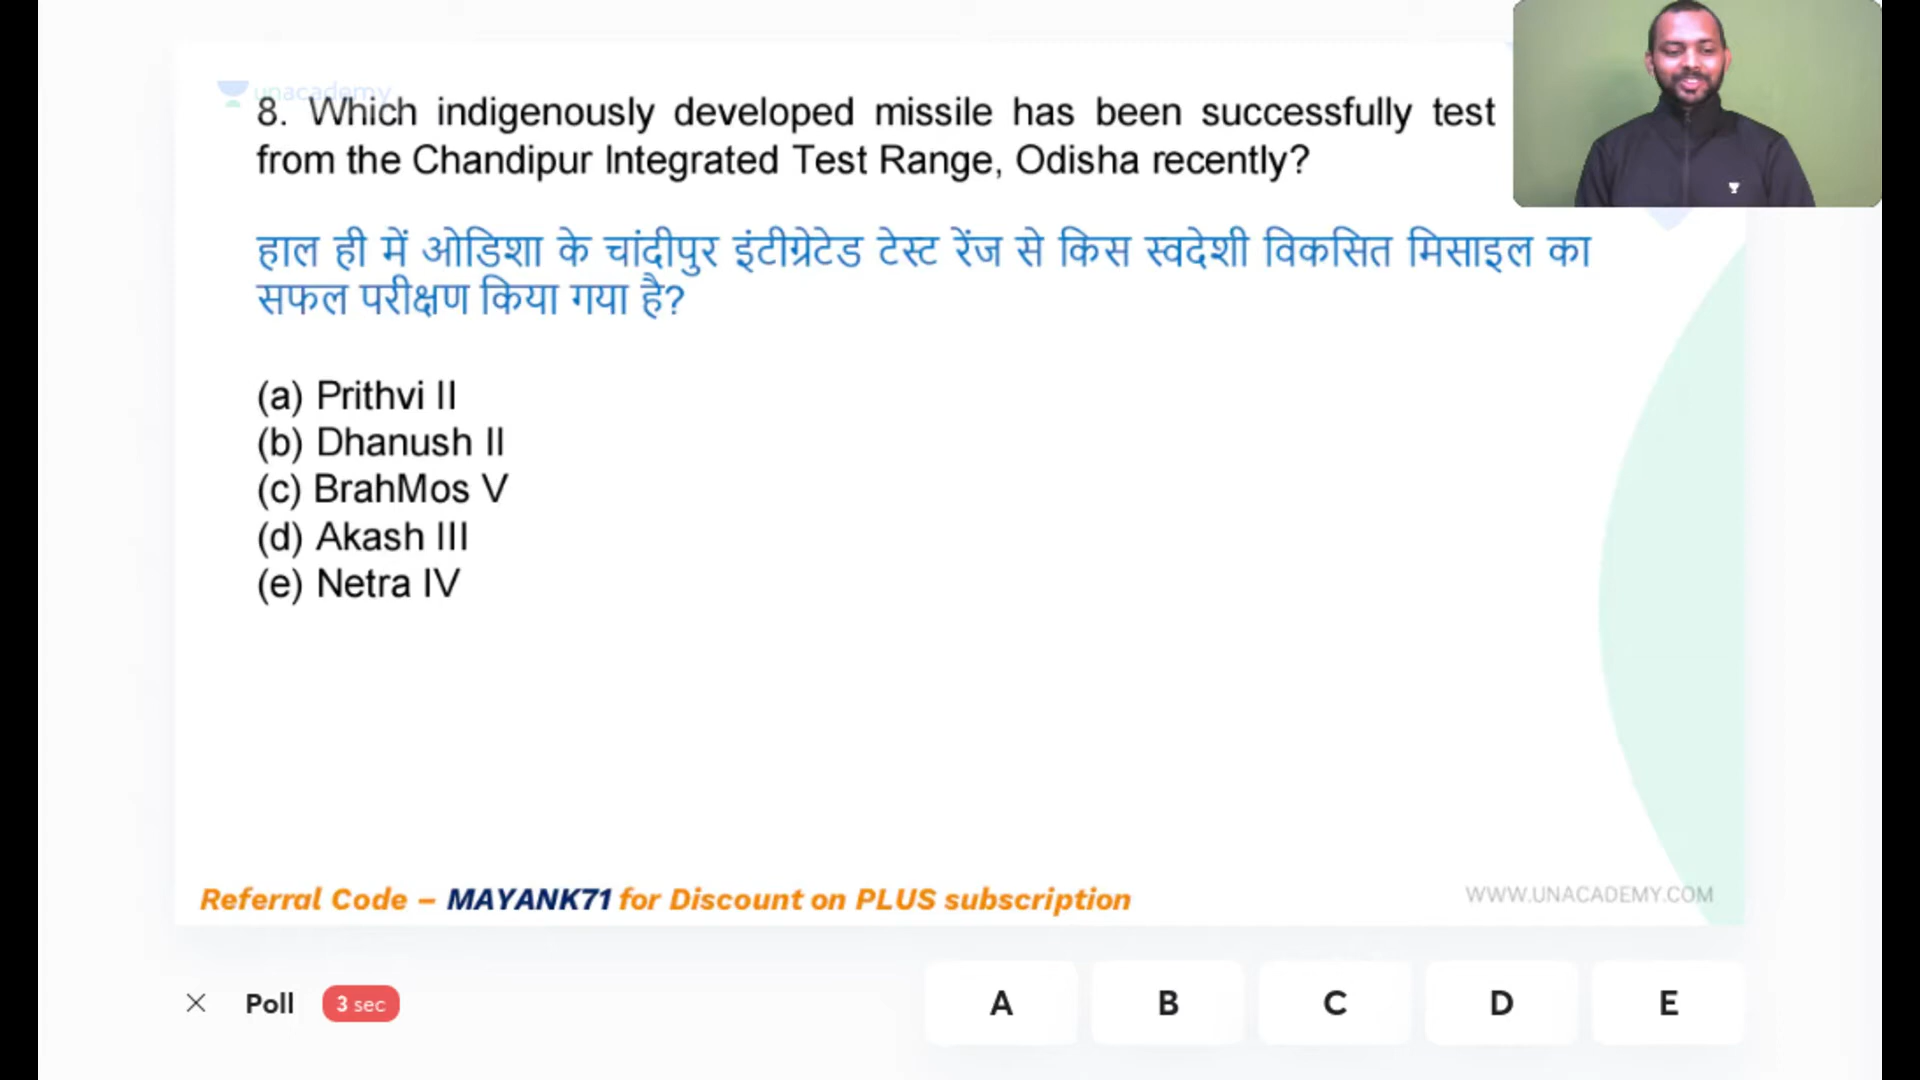 unacademy
8. Which indigenously developed missile has been successfully test
from the Chandipur Integrated Test Range, Odisha recently?
हाल ही में ओडिशा के चांदीपुर इंटीग्रेटेड टेस्ट रेंज से किस स्वदेशी विकसित मिसाइल का
सफल परीक्षण किया गया है?
(a) Prithvi II
(b) Dhanush II
(c) BrahMos V
(d) Akash III
(e) Netra IV
Referral Code – MAYANK71 for Discount on PLUS subscription
WWW.UNACADEMY.COM
Poll 3 sec A B C D E